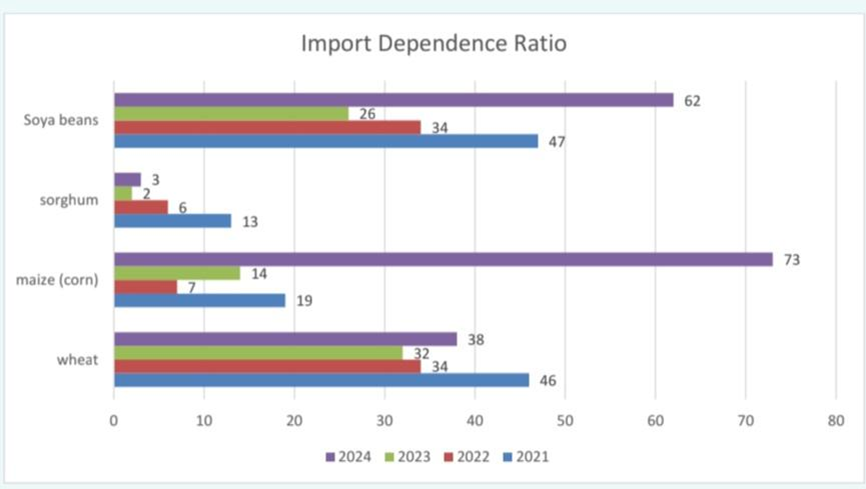 Import Dependence Ratio
Soya beans
62
26
34
47
sorghum
3
2
6
13
maize (corn)
73
14
7
19
wheat
38
32
34
46
0 10 20 30 40 50 60 70 80
2024 2023 2022 2021